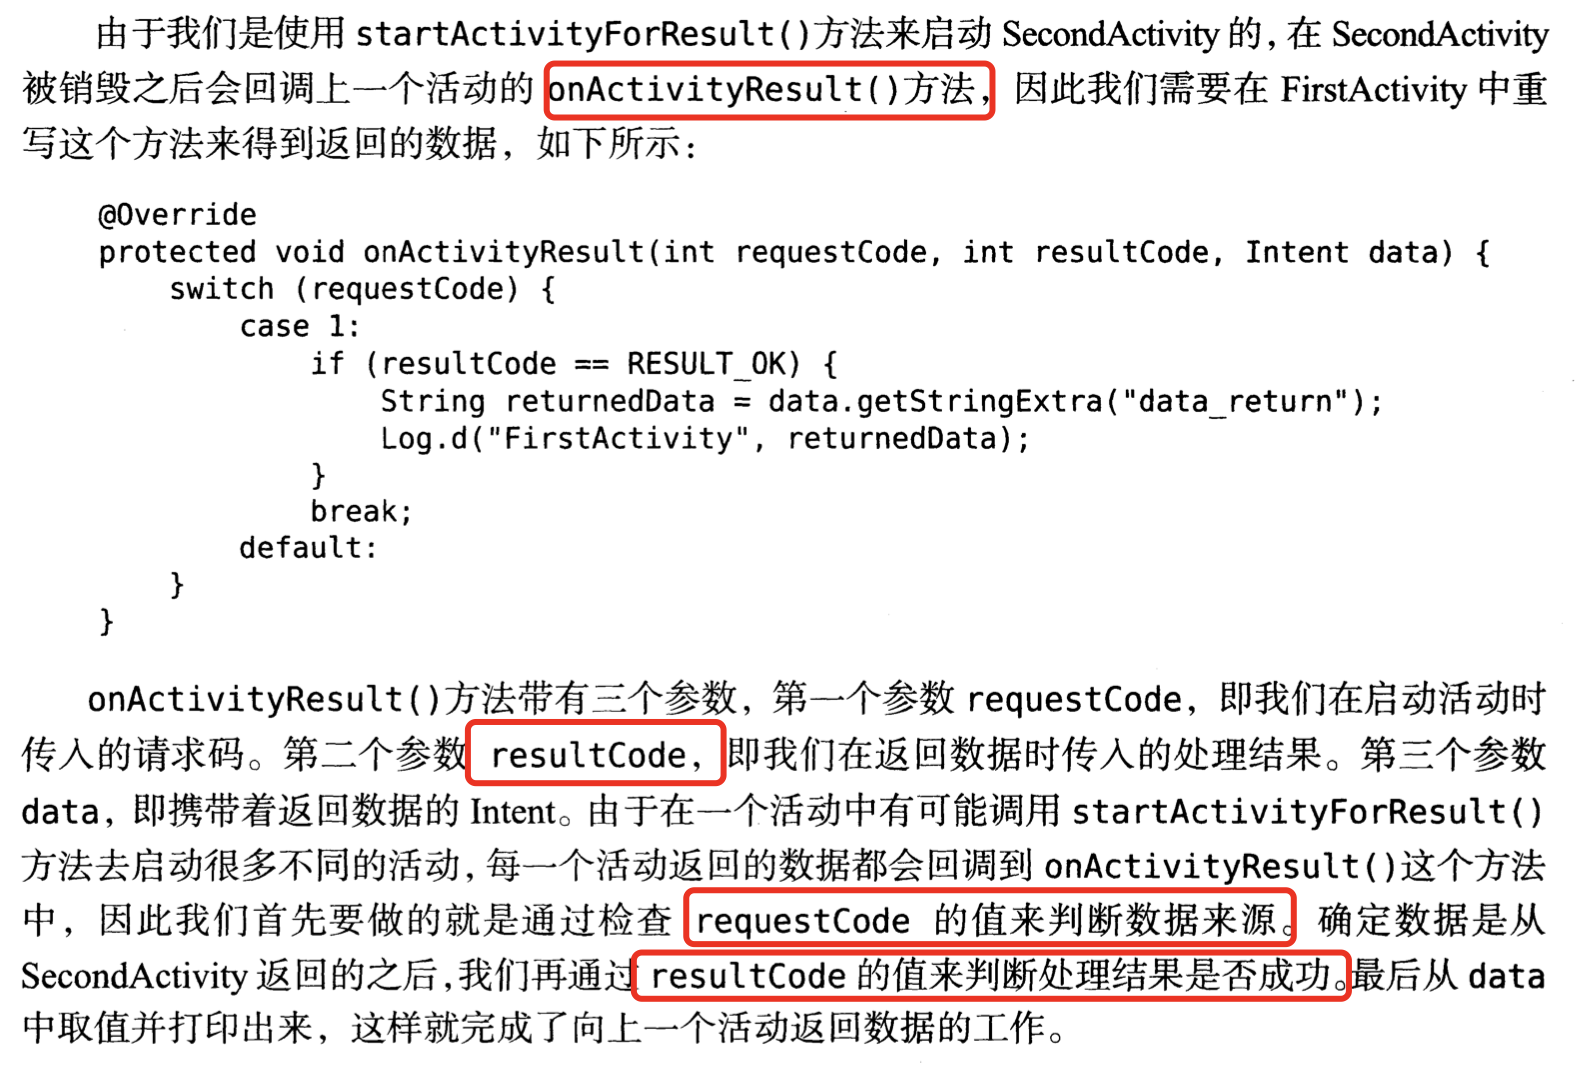 由于我们是使用 startActivityForResult()方法来启动 SecondActivity 的，在 SecondActivity
被销毁之后会回调上一个活动的 onActivityResult()方法，因此我们需要在 FirstActivity 中重
写这个方法来得到返回的数据，如下所示：
@Override
protected void onActivityResult(int requestCode, int resultCode, Intent data) {
switch (requestCode) {
case 1:
if (resultCode == RESULT_OK) {
String returnedData = data.getStringExtra("data_return");
Log.d("FirstActivity", returnedData);
}
break;
default:
}
}
onActivityResult()方法带有三个参数，第一个参数 requestCode，即我们在启动活动时
传入的请求码。第二个参数 resultCode，即我们在返回数据时传入的处理结果。第三个参数
data，即携带着返回数据的 Intent。由于在一个活动中有可能调用 startActivityForResult()
方法去启动很多不同的活动，每一个活动返回的数据都会回调到 onActivityResult()这个方法
中，因此我们首先要做的就是通过检查 requestCode 的值来判断数据来源。确定数据是从
SecondActivity 返回的之后，我们再通过 resultCode 的值来判断处理结果是否成功。最后从 data
中取值并打印出来，这样就完成了向上一个活动返回数据的工作。